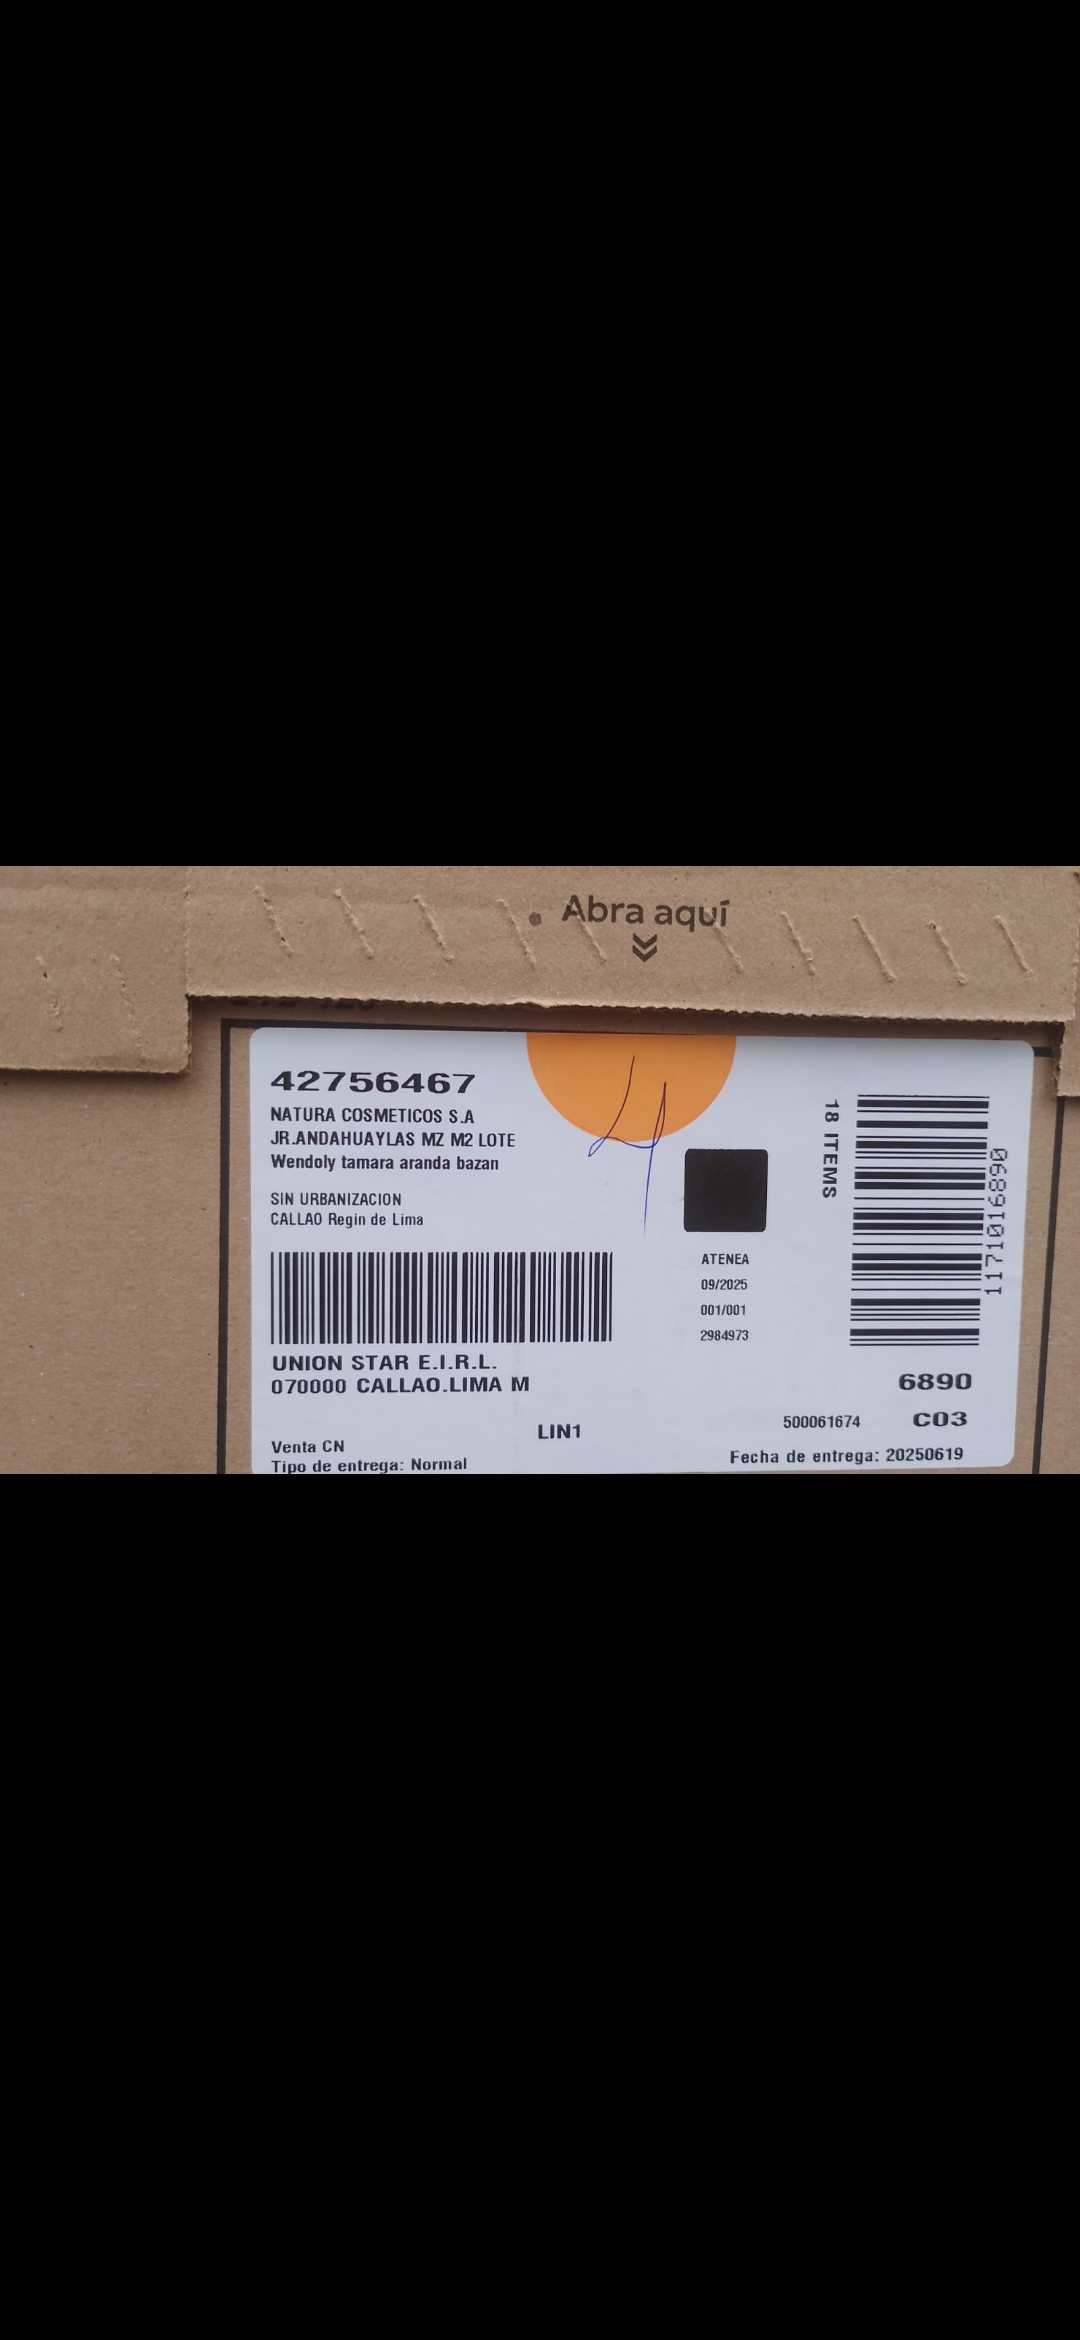 Abra aquí
42756467
NATURA COSMETICOS S.A
JR.ANDAHUAYLAS MZ M2 LOTE
Wendoly tamara aranda bazan
SIN URBANIZACION
CALLAO Regin de Lima
UNION STAR E.I.R.L.
070000 CALLAO.LIMA M
LIN1
Venta CN
Tipo de entrega: Normal
4
ATENEA
09/2025
001/001
2984973
18 ITEMS
1171016890
6890
500061674 C03
Fecha de entrega: 20250619